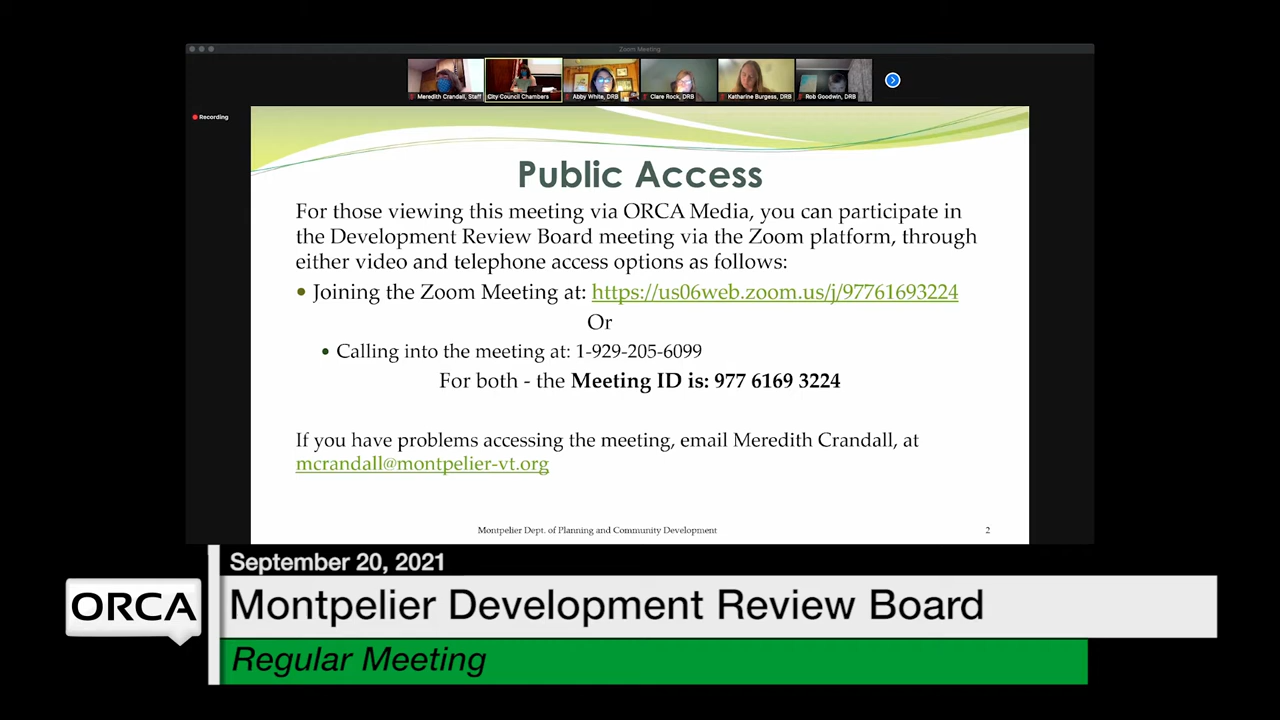 Zoom Meeting
Meredith Crandall, Staff
City Council Chambers
Abby White, DRB
Clare Rock, DRB
Katharine Burgess, DRB
Rob Goodwin, DRB
Recording
Public Access
For those viewing this meeting via ORCA Media, you can participate in
the Development Review Board meeting via the Zoom platform, through
either video and telephone access options as follows:
• Joining the Zoom Meeting at: https://us06web.zoom.us/j/97761693224
Or
• Calling into the meeting at: 1-929-205-6099
For both - the Meeting ID is: 977 6169 3224
If you have problems accessing the meeting, email Meredith Crandall, at
mcrandall@montpelier-vt.org
Montpelier Dept. of Planning and Community Development
2
September 20, 2021
ORCA
Montpelier Development Review Board
Regular Meeting